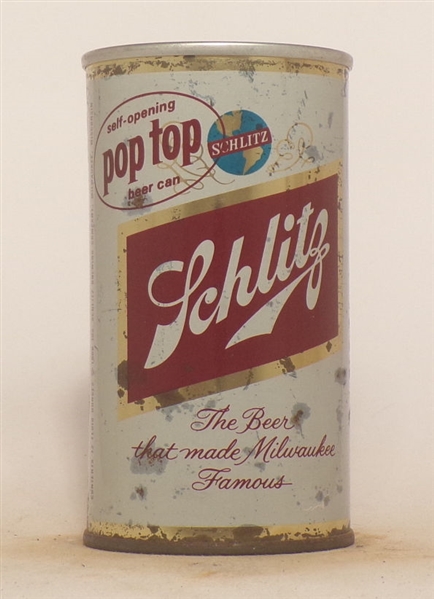 self-opening
pop top
beer can
SCHLITZ
Schlitz
The Beer
that made Milwaukee
Famous